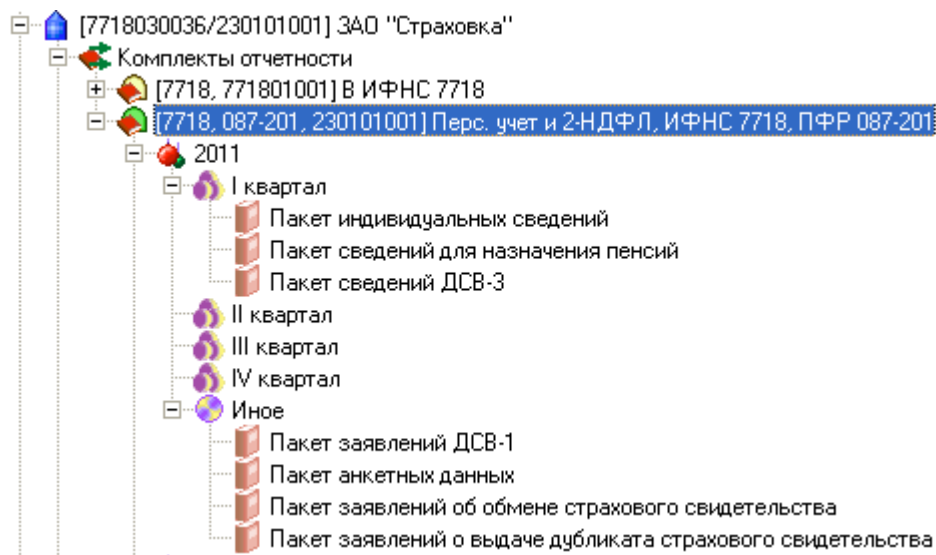 [7718030036/230101001] ЗАО "Страховка"
Комплекты отчетности
[7718, 771801001] В ИФНС 7718
[7718, 087-201, 230101001] Перс. учет и 2-НДФЛ, ИФНС 7718, ПФР 087-201
2011
I квартал
Пакет индивидуальных сведений
Пакет сведений для назначения пенсий
Пакет сведений ДСВ-3
II квартал
III квартал
IV квартал
Иное
Пакет заявлений ДСВ-1
Пакет анкетных данных
Пакет заявлений об обмене страхового свидетельства
Пакет заявлений о выдаче дубликата страхового свидетельства